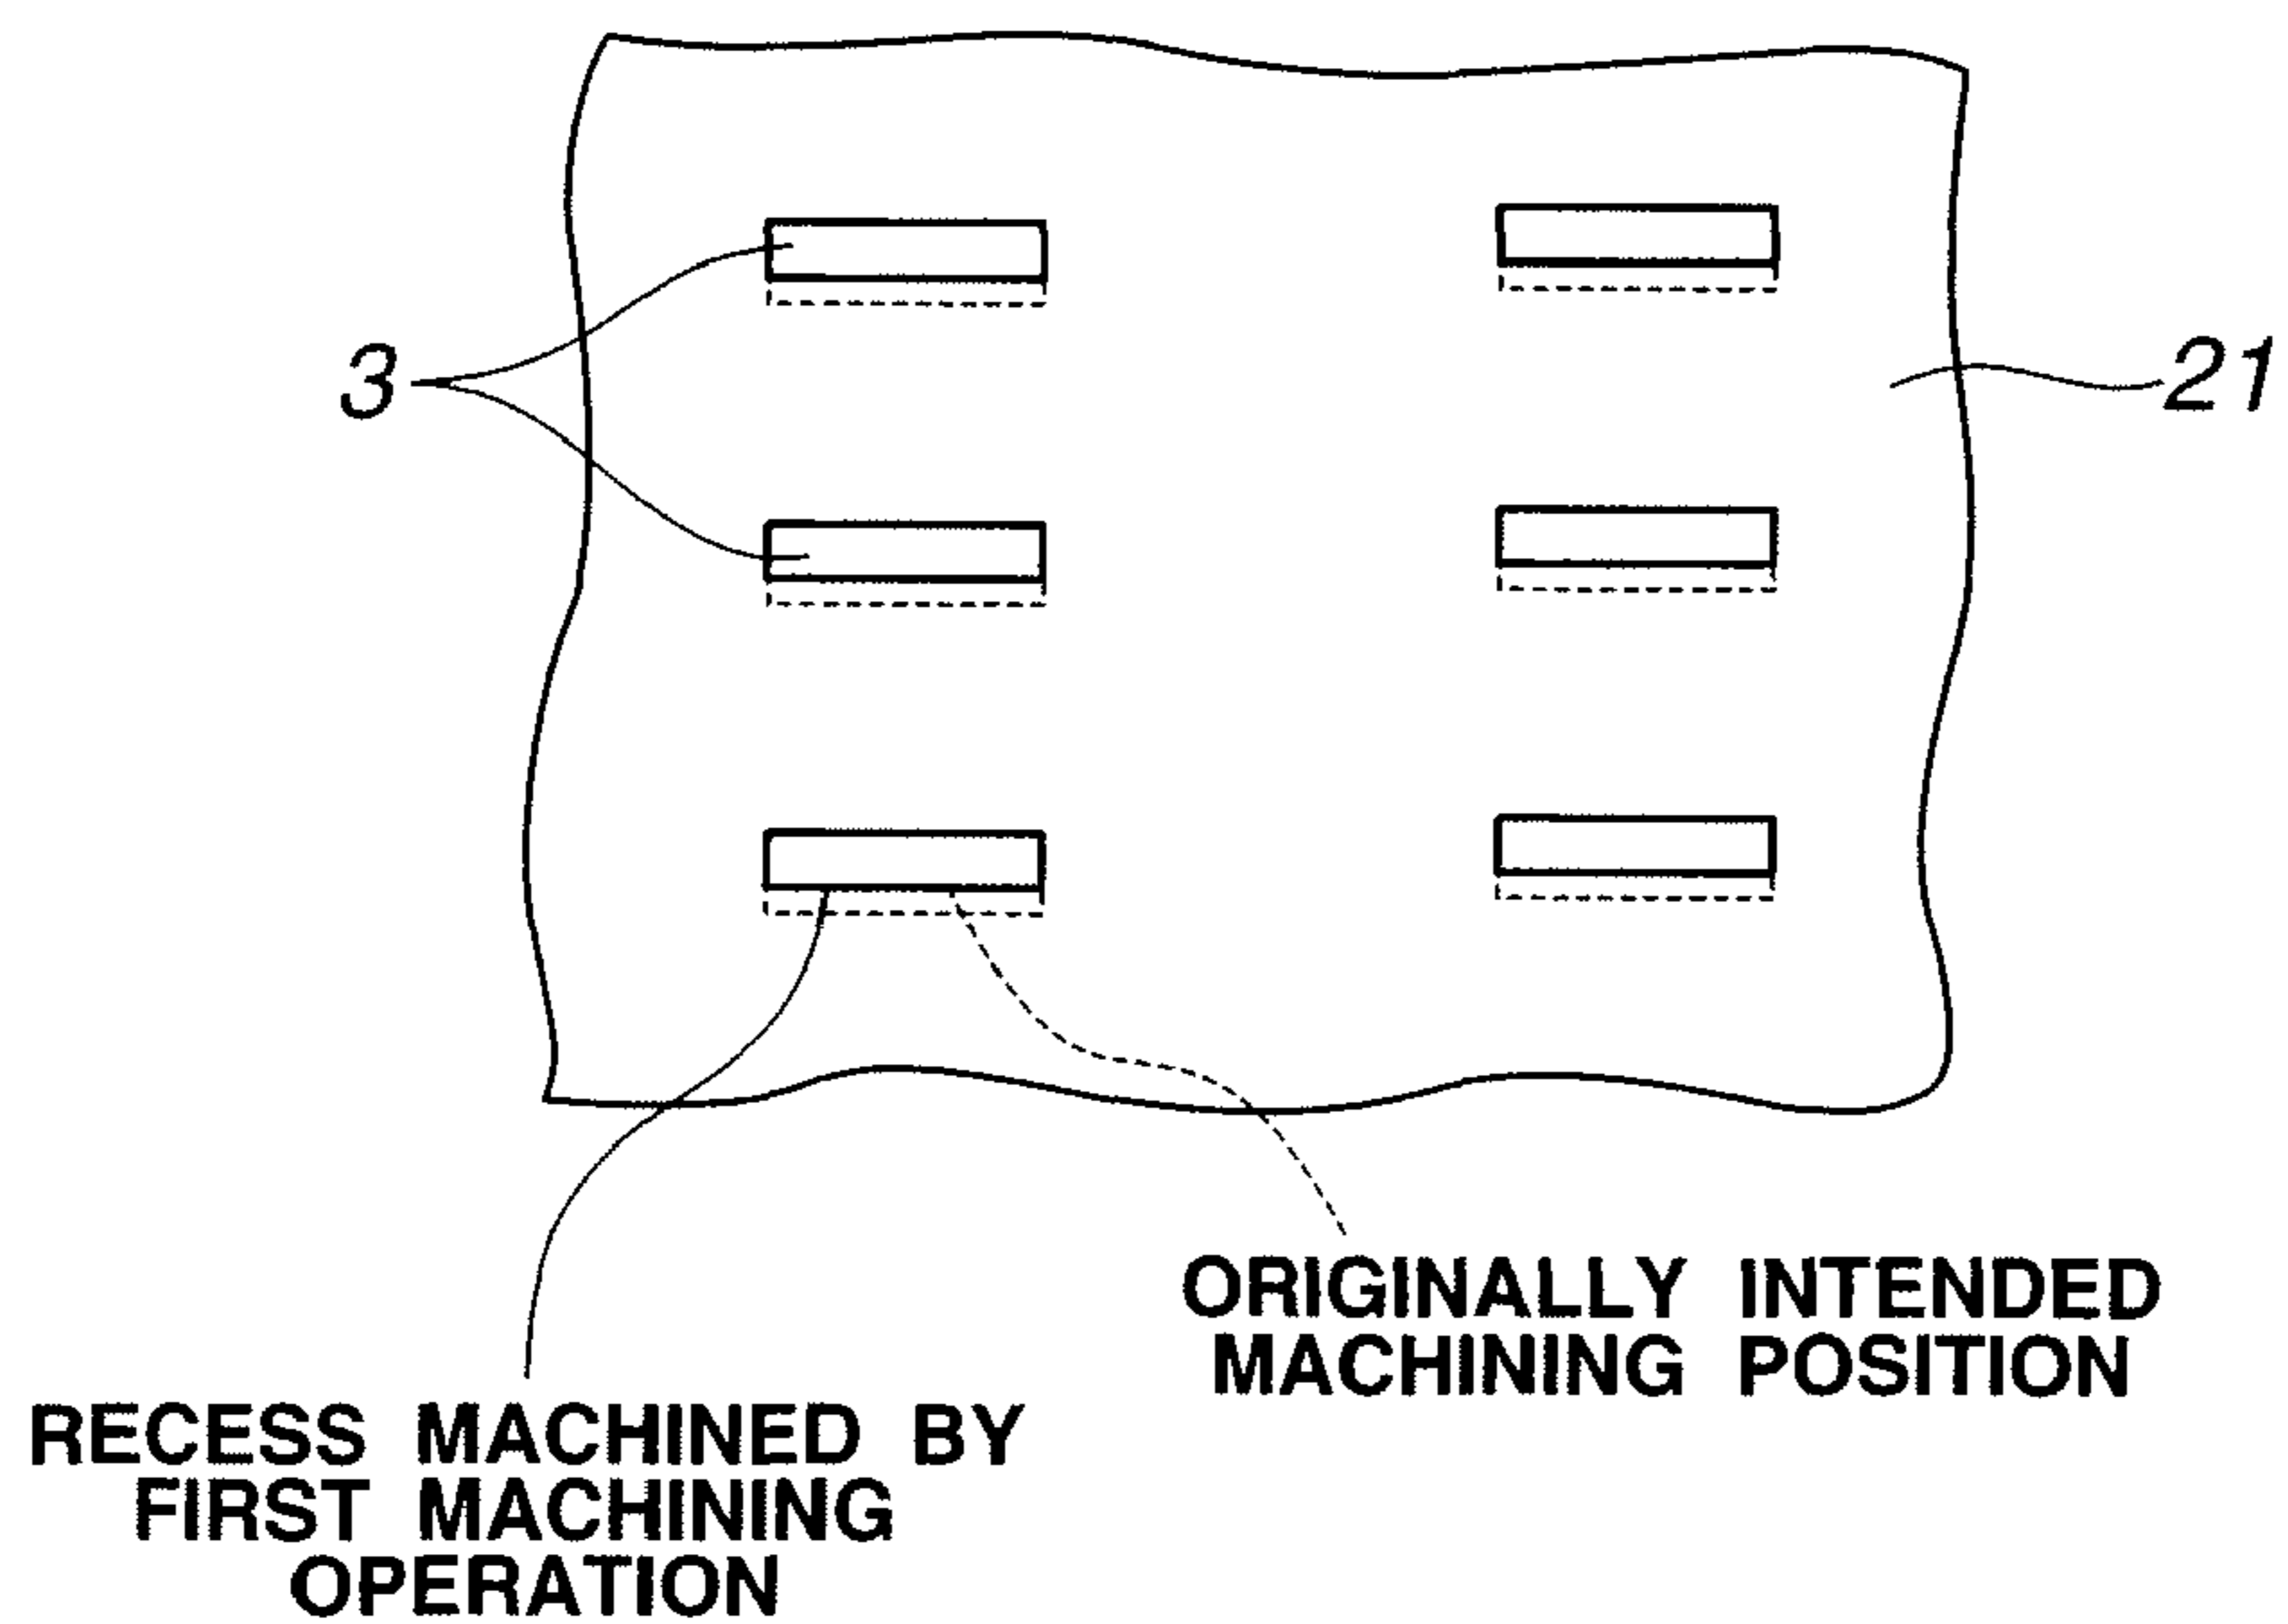 3
21
ORIGINALLY INTENDED
MACHINING POSITION
RECESS MACHINED BY
FIRST MACHINING
OPERATION